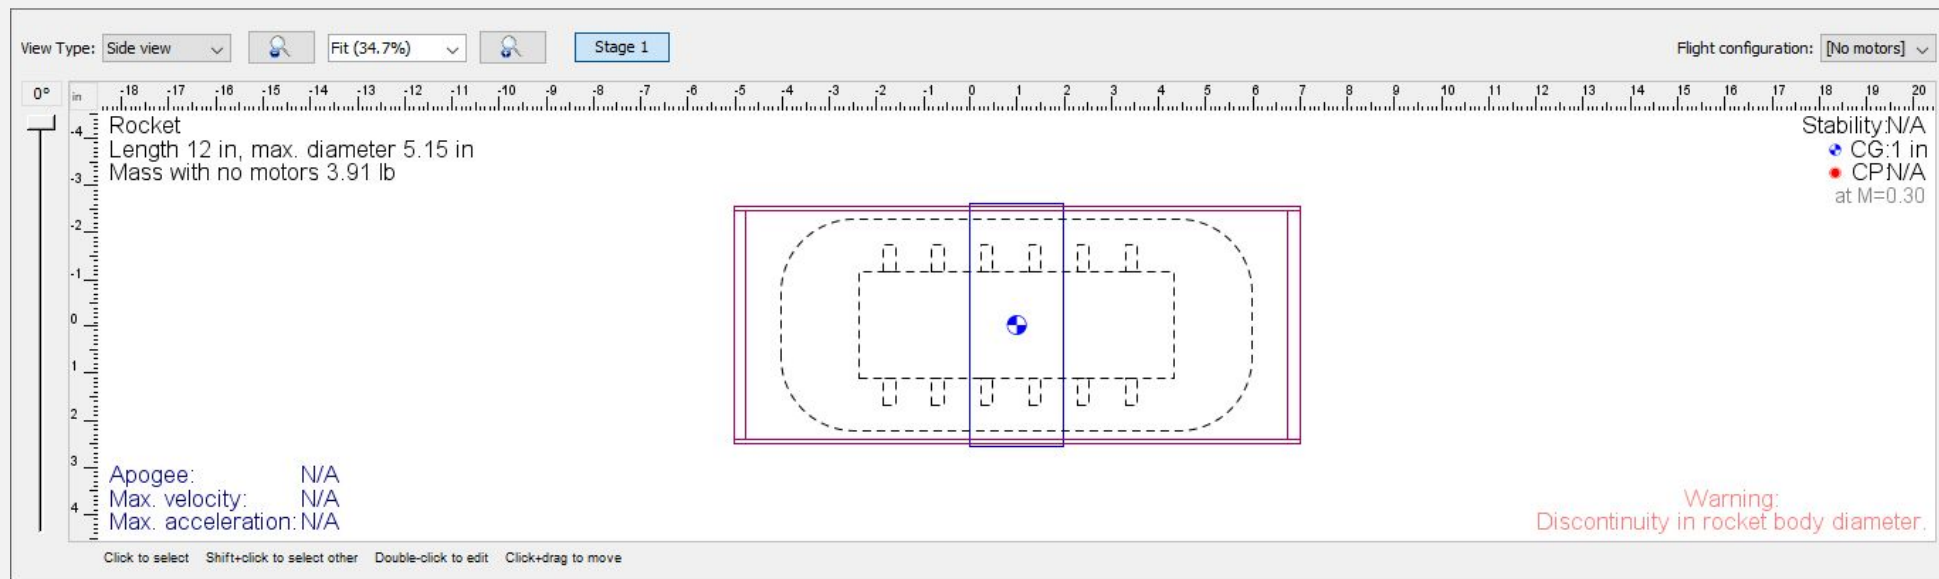 View Type: Side view Fit (34.7%) Stage 1 Flight configuration: [No motors]
0° in -18 -17 -16 -15 -14 -13 -12 -11 -10 -9 -8 -7 -6 -5 -4 -3 -2 -1 0 1 2 3 4 5 6 7 8 9 10 11 12 13 14 15 16 17 18 19 20
-4
-3
-2
-1
0
1
2
3
4
Rocket
Length 12 in, max. diameter 5.15 in
Mass with no motors 3.91 lb
Stability:N/A
CG:1 in
CP:N/A
at M=0.30
Apogee: N/A
Max. velocity: N/A
Max. acceleration: N/A
Warning:
Discontinuity in rocket body diameter.
Click to select Shift+click to select other Double-click to edit Click+drag to move